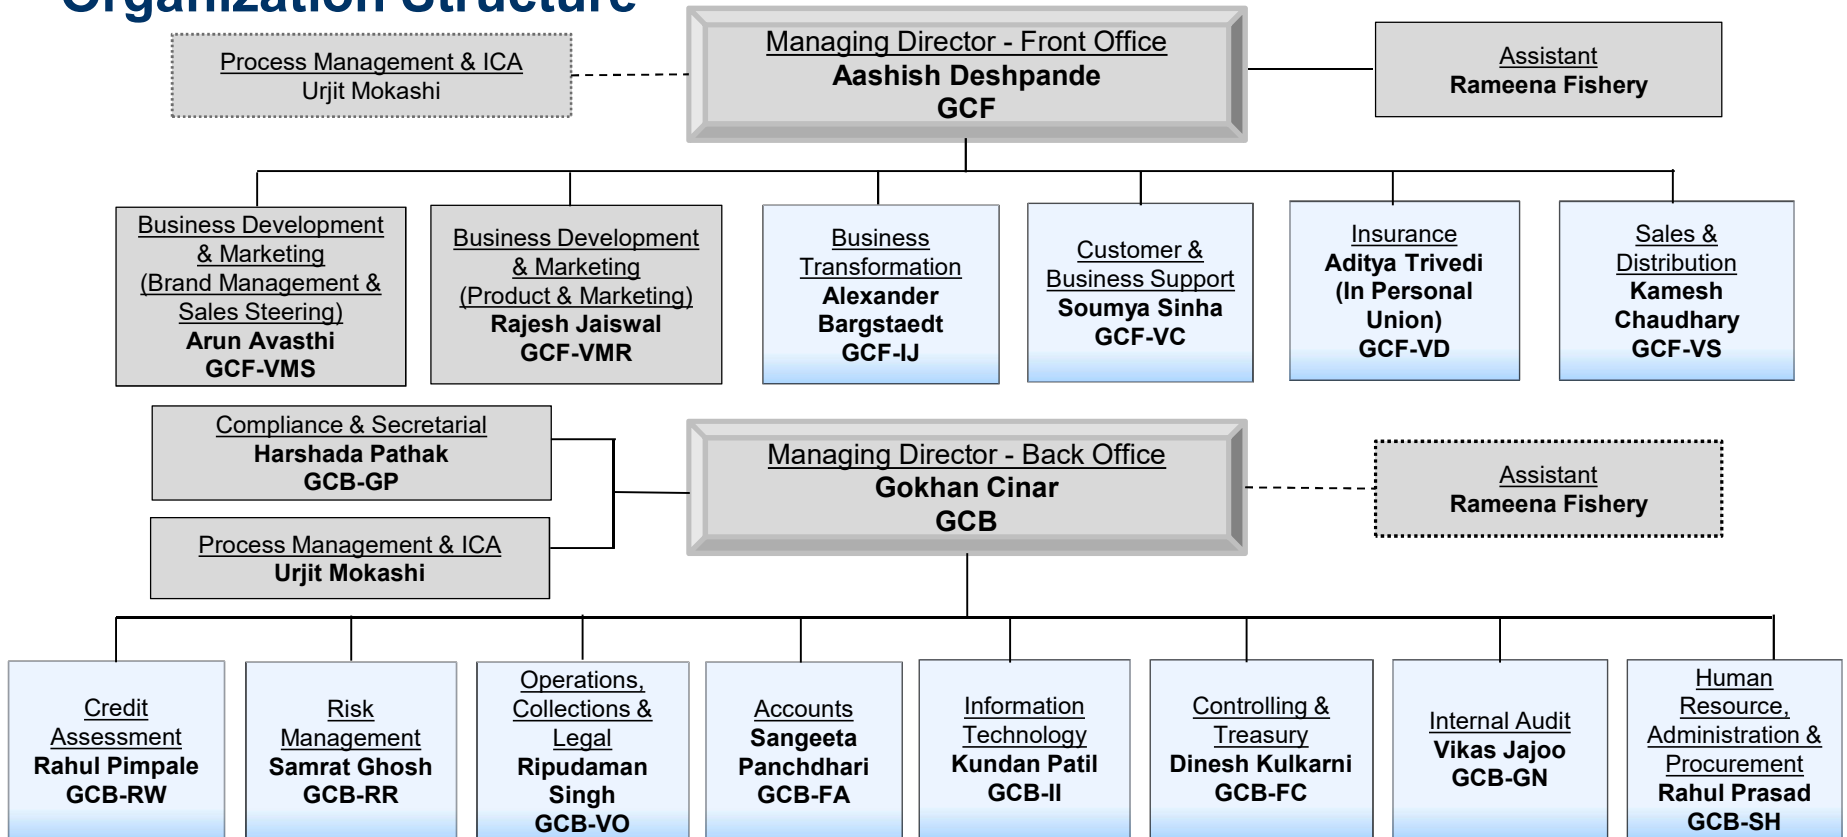 Organization Structure
Process Management & ICA
Urjit Mokashi
Managing Director - Front Office
Aashish Deshpande
GCF
Assistant
Rameena Fishery
Business Development
& Marketing
(Brand Management &
Sales Steering)
Arun Avasthi
GCF-VMS
Business Development
& Marketing
(Product & Marketing)
Rajesh Jaiswal
GCF-VMR
Business
Transformation
Alexander
Bargstaedt
GCF-IJ
Customer &
Business Support
Soumya Sinha
GCF-VC
Insurance
Aditya Trivedi
(In Personal
Union)
GCF-VD
Sales &
Distribution
Kamesh
Chaudhary
GCF-VS
Compliance & Secretarial
Harshada Pathak
GCB-GP
Process Management & ICA
Urjit Mokashi
Managing Director - Back Office
Gokhan Cinar
GCB
Assistant
Rameena Fishery
Credit
Assessment
Rahul Pimpale
GCB-RW
Risk
Management
Samrat Ghosh
GCB-RR
Operations,
Collections &
Legal
Ripudaman
Singh
GCB-VO
Accounts
Sangeeta
Panchdhari
GCB-FA
Information
Technology
Kundan Patil
GCB-II
Controlling &
Treasury
Dinesh Kulkarni
GCB-FC
Internal Audit
Vikas Jajoo
GCB-GN
Human
Resource,
Administration &
Procurement
Rahul Prasad
GCB-SH